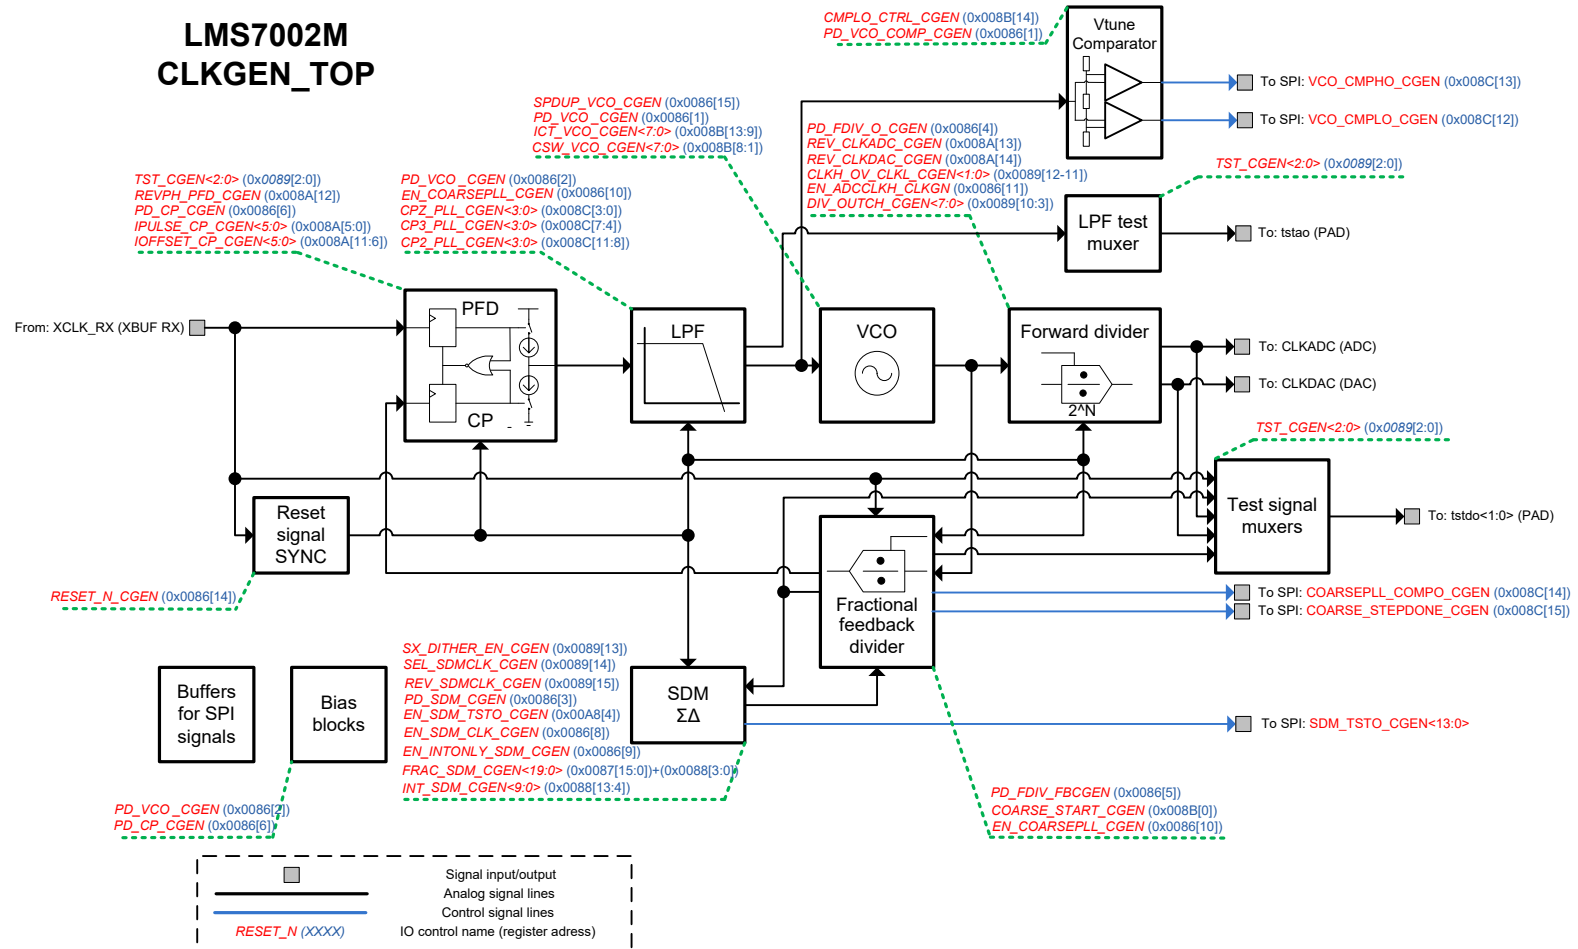 LMS7002M
CLKGEN_TOP
CMPLO_CTRL_CGEN (0x008B[14])
PD_VCO_COMP_CGEN (0x0086[1])
Vtune
Comparator
To SPI: VCO_CMPHO_CGEN (0x008C[13])
To SPI: VCO_CMPLO_CGEN (0x008C[12])
SPDUP_VCO_CGEN (0x0086[15])
PD_VCO_CGEN (0x0086[1])
ICT_VCO_CGEN<7:0> (0x008B[13:9])
CSW_VCO_CGEN<7:0> (0x008B[8:1])
PD_FDIV_O_CGEN (0x0086[4])
REV_CLKADC_CGEN (0x008A[13])
REV_CLKDAC_CGEN (0x008A[14])
CLKH_OV_CLKL_CGEN<1:0> (0x0089[12-11])
EN_ADCCLKH_CLKGN (0x0086[11])
DIV_OUTCH_CGEN<7:0> (0x0089[10:3])
TST_CGEN<2:0> (0x0089[2:0])
TST_CGEN<2:0> (0x0089[2:0])
REVPH_PFD_CGEN (0x008A[12])
PD_CP_CGEN (0x0086[6])
IPULSE_CP_CGEN<5:0> (0x008A[5:0])
IOFFSET_CP_CGEN<5:0> (0x008A[11:6])
PD_VCO_CGEN (0x0086[2])
EN_COARSEPLL_CGEN (0x0086[10])
CPZ_PLL_CGEN<3:0> (0x008C[3:0])
CP3_PLL_CGEN<3:0> (0x008C[7:4])
CP2_PLL_CGEN<3:0> (0x008C[11:8])
LPF test
muxer
To: tstao (PAD)
From: XCLK_RX (XBUF RX)
PFD
CP
LPF
VCO
Forward divider
2^N
To: CLKADC (ADC)
To: CLKDAC (DAC)
TST_CGEN<2:0> (0x0089[2:0])
Test signal
muxers
To: tstdo<1:0> (PAD)
Reset
signal
SYNC
RESET_N_CGEN (0x0086[14])
Fractional
feedback
divider
To SPI: COARSEPLL_COMPO_CGEN (0x008C[14])
To SPI: COARSE_STEPDONE_CGEN (0x008C[15])
Buffers
for SPI
signals
Bias
blocks
SX_DITHER_EN_CGEN (0x0089[13])
SEL_SDMCLK_CGEN (0x0089[14])
REV_SDMCLK_CGEN (0x0089[15])
PD_SDM_CGEN (0x0086[3])
EN_SDM_TSTO_CGEN (0x00A8[4])
EN_SDM_CLK_CGEN (0x0086[8])
EN_INTONLY_SDM_CGEN (0x0086[9])
FRAC_SDM_CGEN<19:0> (0x0087[15:0])+(0x0088[3:0])
INT_SDM_CGEN<9:0> (0x0088[13:4])
SDM
ΣΔ
To SPI: SDM_TSTO_CGEN<13:0>
PD_VCO_CGEN (0x0086[2])
PD_CP_CGEN (0x0086[6])
PD_FDIV_FBCGEN (0x0086[5])
COARSE_START_CGEN (0x008B[0])
EN_COARSEPLL_CGEN (0x0086[10])
Signal input/output
Analog signal lines
Control signal lines
RESET_N (XXXX) IO control name (register adress)